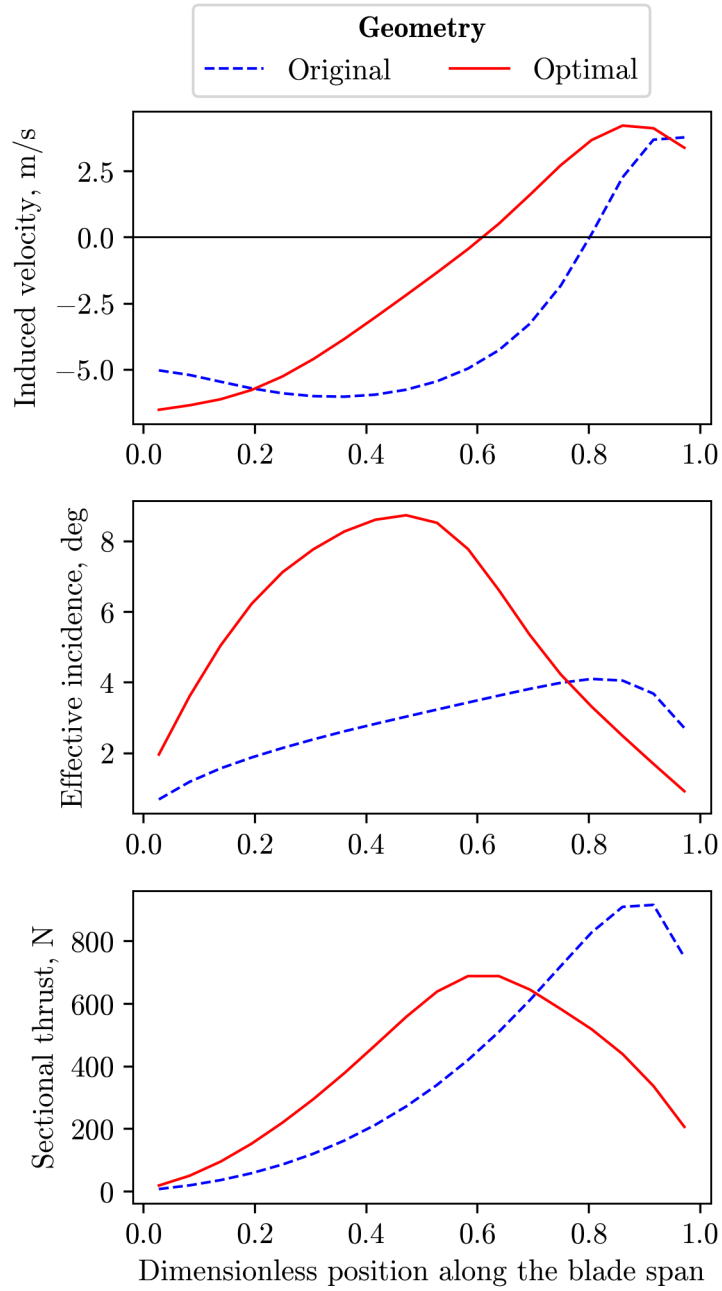 Geometry
Original Optimal
Induced velocity, m/s
2.5
0.0
−2.5
−5.0
0.0 0.2 0.4 0.6 0.8 1.0
Effective incidence, deg
8
6
4
2
0.0 0.2 0.4 0.6 0.8 1.0
Sectional thrust, N
800
600
400
200
0
0.0 0.2 0.4 0.6 0.8 1.0
Dimensionless position along the blade span